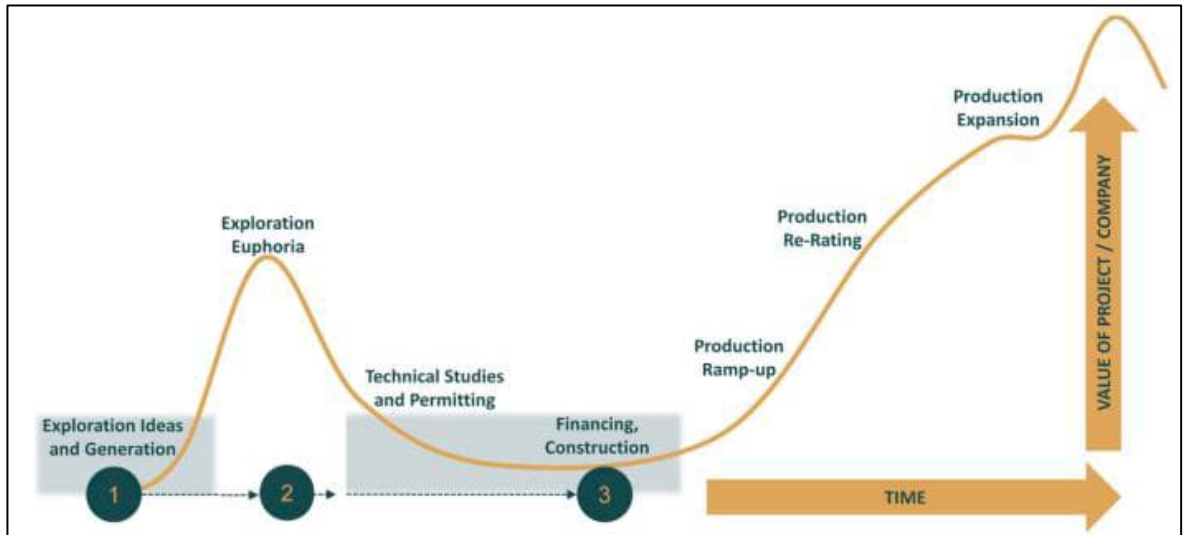 Production
Expansion
Exploration
Euphoria
Production
Re-Rating
Production
Ramp-up
Technical Studies
and Permitting
Exploration Ideas
and Generation
Financing,
Construction
1
2
3
TIME
VALUE OF PROJECT / COMPANY